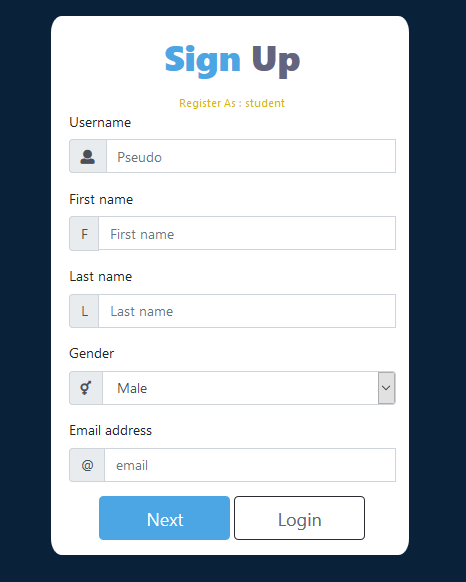 Sign Up
Register As : student
Username
Pseudo
First name
F First name
Last name
L Last name
Gender
Male
Email address
@ email
Next Login